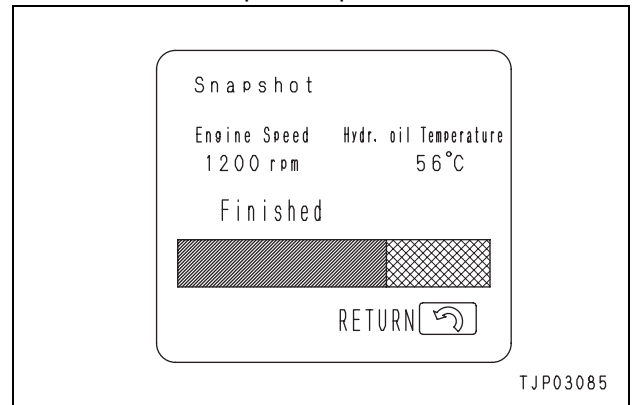 Snapshot
Engine Speed Hydr. oil Temperature
1200 rpm 56°C
Finished
RETURN
TJP03085